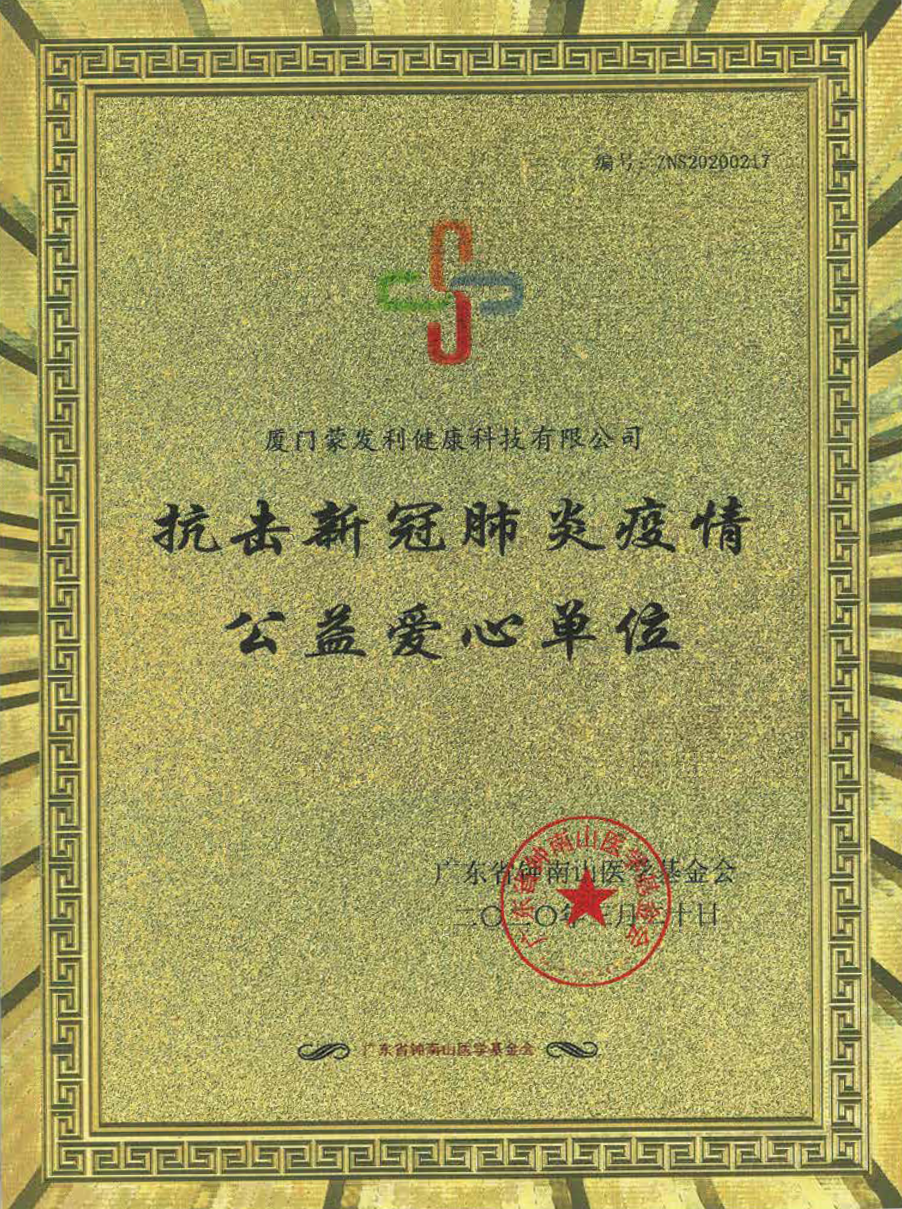 编号：ZNS20200217
厦门蒙发利健康科技有限公司
抗击新冠肺炎疫情
公益爱心单位
广东省钟南山医学基金会
二〇二〇年三月二十日
广东省钟南山医学基金会
广东省钟南山医学基金会